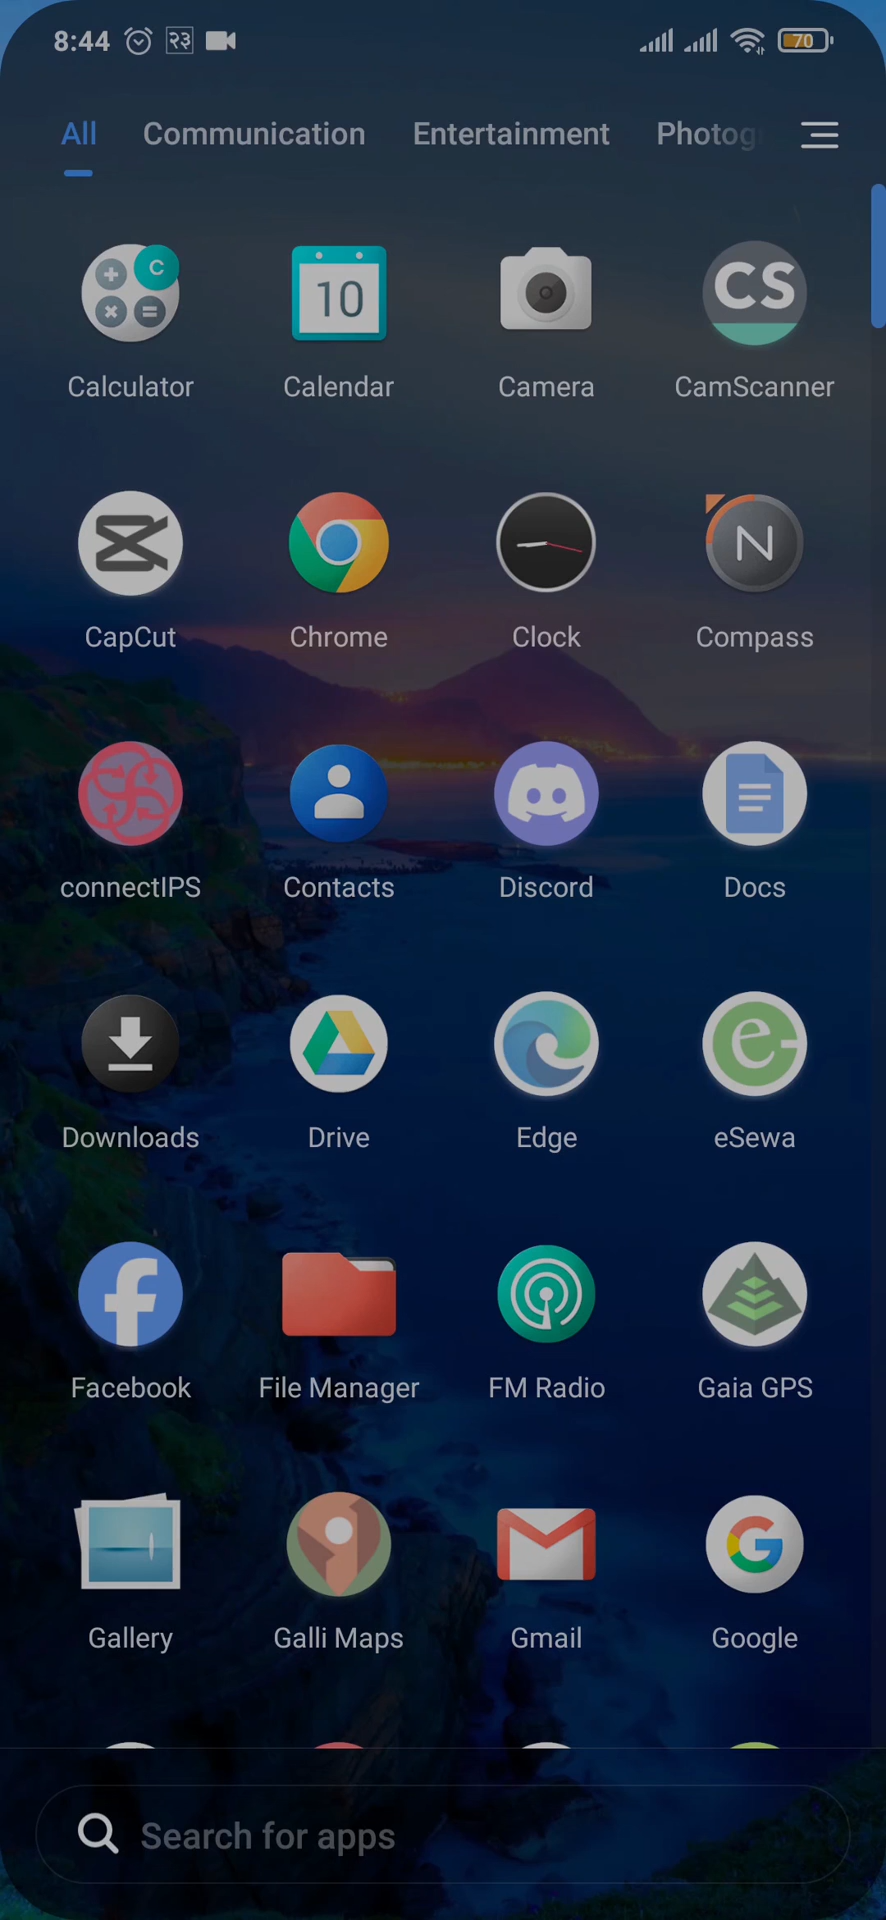 8:44 २३ 70
All Communication Entertainment Photog
C
10
CS
Calculator Calendar Camera CamScanner
N
CapCut Chrome Clock Compass
connectIPS Contacts Discord Docs
e
Downloads Drive Edge eSewa
f
Facebook File Manager FM Radio Gaia GPS
M G
Gallery Galli Maps Gmail Google
Search for apps